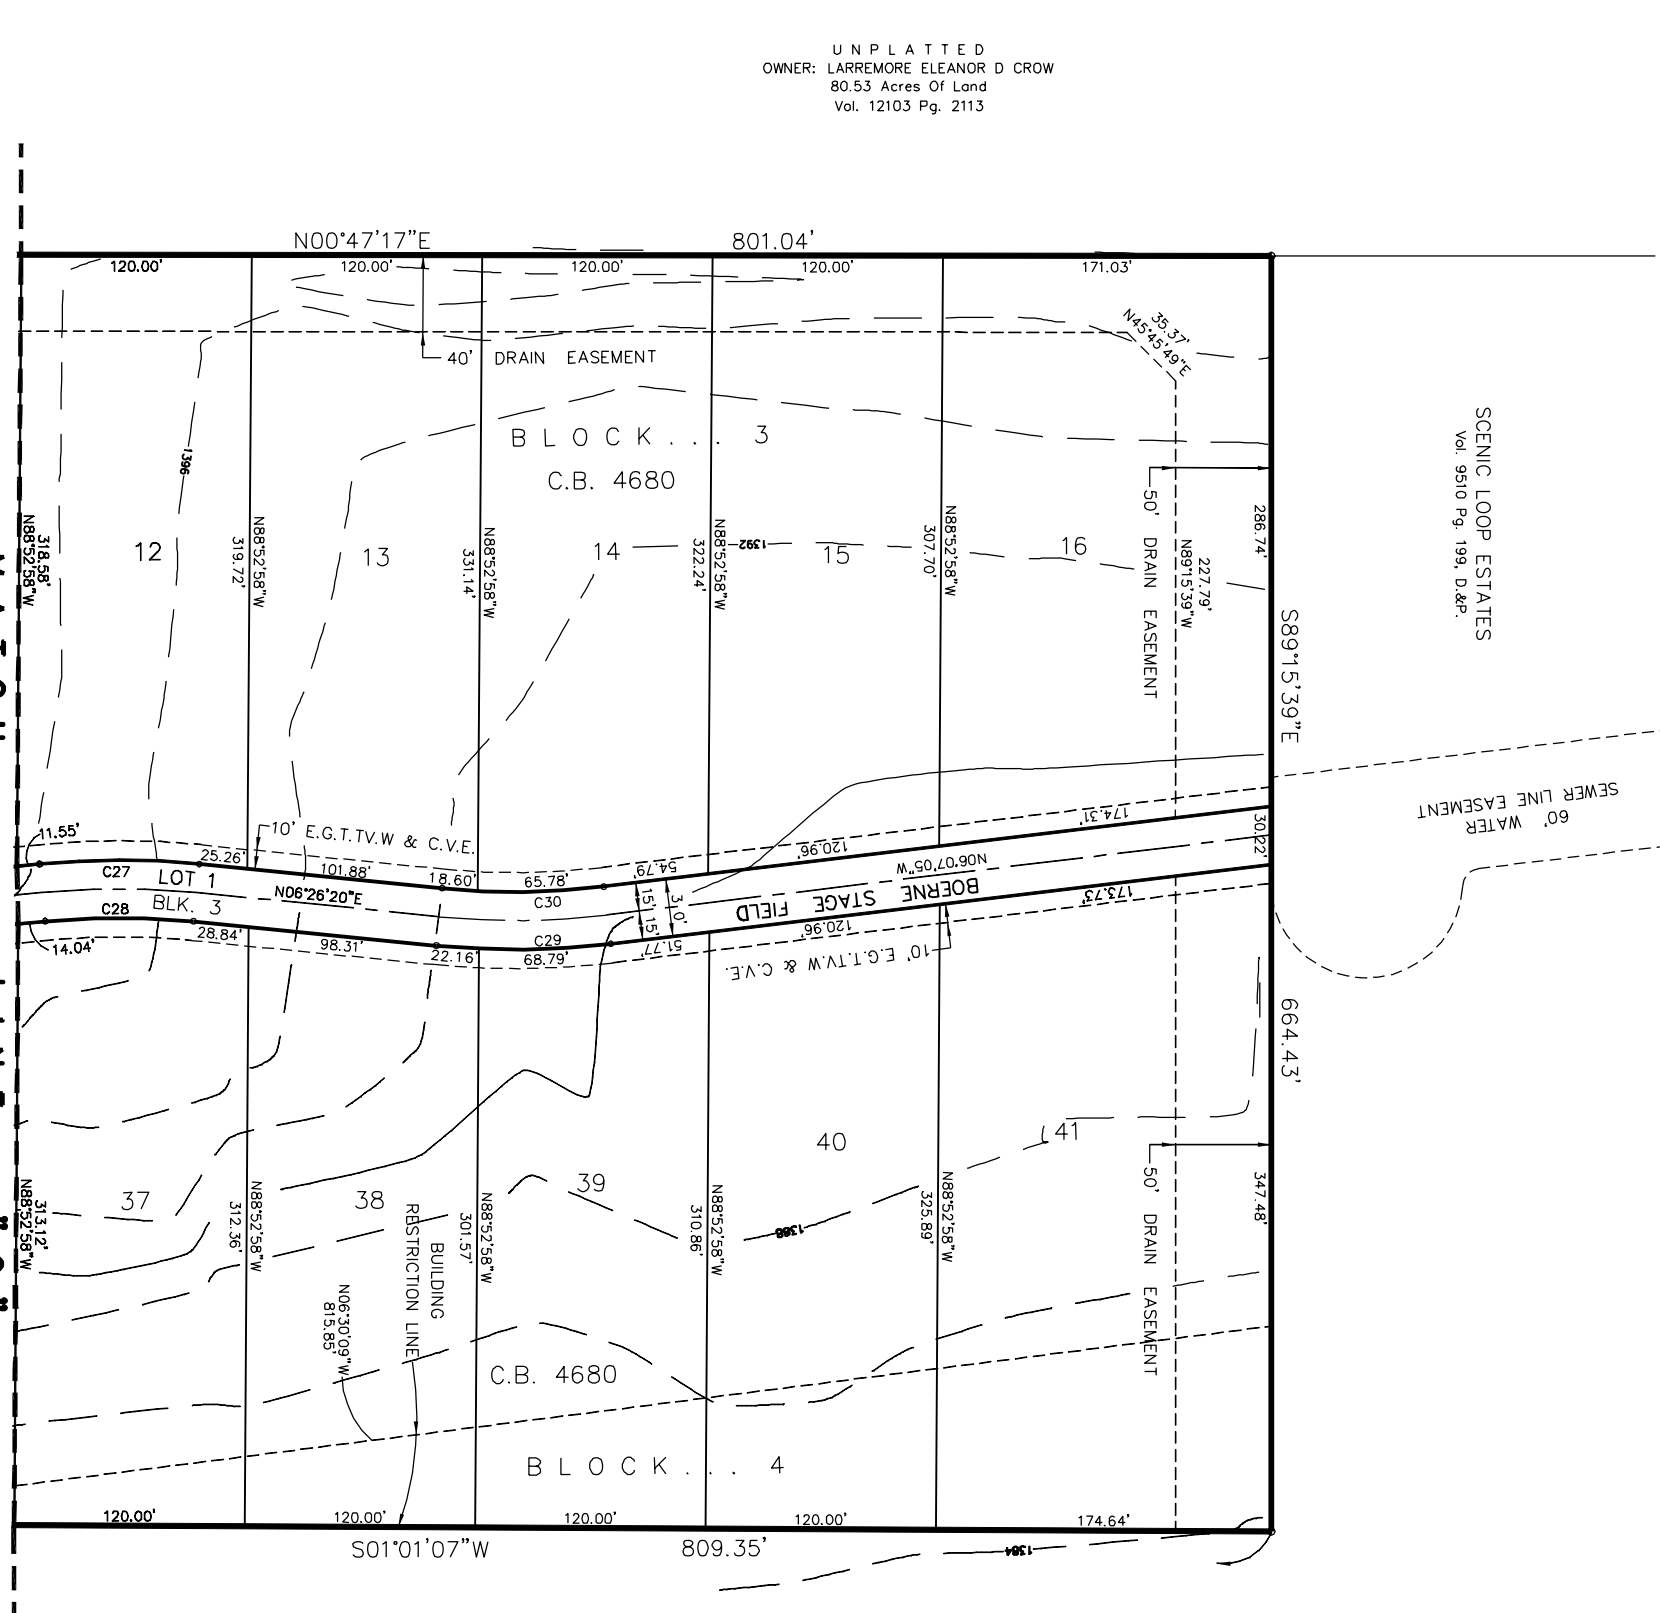 UNPLATTED
OWNER: LARREMORE ELEANOR D CROW
80.53 Acres Of Land
Vol. 12103 Pg. 2113
N00°47'17"E
801.04'
120.00'
120.00'
120.00'
120.00'
171.03'
35.37'
N45°45'49"E
40' DRAIN EASEMENT
BLOCK... 3
C.B. 4680
1396
1392
12
13
14
15
16
318.58'
N88°52'58"W
N88°52'58"W
319.72'
N88°52'58"W
331.14'
N88°52'58"W
322.24'
N88°52'58"W
307.70'
50' DRAIN EASEMENT
227.79'
N89°15'39"W
286.74'
S89°15'39"E
664.43'
SCENIC LOOP ESTATES
Vol. 9510 Pg. 199, D.&P.
60' WATER
SEWER LINE EASEMENT
11.55'
C27
25.26'
10' E.G.T.TV.W & C.V.E.
101.88'
18.60'
65.78'
C30
54.79'
120.96'
174.31'
30.22'
LOT 1
BLK. 3
N06°26'20"E
15'
15'
N06°07'05"W
BOERNE STAGE FIELD
C28
14.04'
28.84'
98.31'
22.16'
C29
68.79'
51.77'
120.96'
173.73'
10' E.G.T.TV.W & C.V.E.
37
38
39
40
41
313.12'
N88°52'58"W
N88°52'58"W
312.36'
N88°52'58"W
301.57'
N88°52'58"W
310.86'
N88°52'58"W
325.89'
347.48'
50' DRAIN EASEMENT
1388
BUILDING
RESTRICTION LINE
N06°30'09"W
815.85'
C.B. 4680
BLOCK... 4
120.00'
120.00'
120.00'
120.00'
174.64'
S01°01'07"W
809.35'
1384